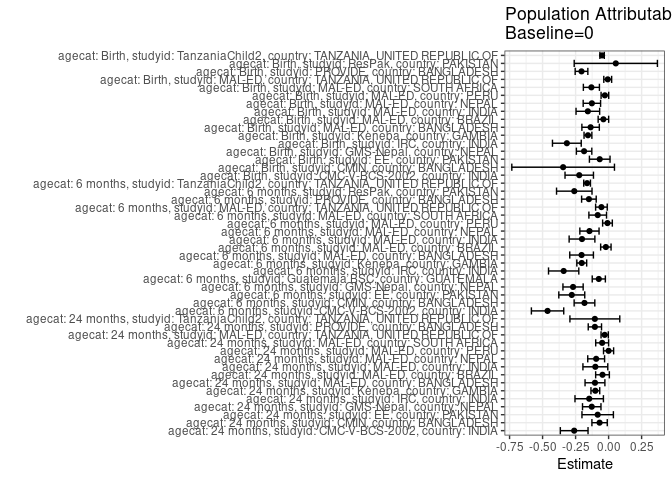 Population Attributab
Baseline=0
agecat: Birth, studyid: TanzaniaChild2, country: TANZANIA, UNITED REPUBLIC OF
agecat: Birth, studyid: ResPak, country: PAKISTAN
agecat: Birth, studyid: PROVIDE, country: BANGLADESH
agecat: Birth, studyid: MAL-ED, country: TANZANIA, UNITED REPUBLIC OF
agecat: Birth, studyid: MAL-ED, country: SOUTH AFRICA
agecat: Birth, studyid: MAL-ED, country: PERU
agecat: Birth, studyid: MAL-ED, country: NEPAL
agecat: Birth, studyid: MAL-ED, country: INDIA
agecat: Birth, studyid: MAL-ED, country: BRAZIL
agecat: Birth, studyid: MAL-ED, country: BANGLADESH
agecat: Birth, studyid: Keneba, country: GAMBIA
agecat: Birth, studyid: IRC, country: INDIA
agecat: Birth, studyid: GMS-Nepal, country: NEPAL
agecat: Birth, studyid: EE, country: PAKISTAN
agecat: Birth, studyid: CMIN, country: BANGLADESH
agecat: Birth, studyid: CMC-V-BCS-2002, country: INDIA
agecat: 6 months, studyid: TanzaniaChild2, country: TANZANIA, UNITED REPUBLIC OF
agecat: 6 months, studyid: ResPak, country: PAKISTAN
agecat: 6 months, studyid: PROVIDE, country: BANGLADESH
agecat: 6 months, studyid: MAL-ED, country: TANZANIA, UNITED REPUBLIC OF
agecat: 6 months, studyid: MAL-ED, country: SOUTH AFRICA
agecat: 6 months, studyid: MAL-ED, country: PERU
agecat: 6 months, studyid: MAL-ED, country: NEPAL
agecat: 6 months, studyid: MAL-ED, country: INDIA
agecat: 6 months, studyid: MAL-ED, country: BRAZIL
agecat: 6 months, studyid: MAL-ED, country: BANGLADESH
agecat: 6 months, studyid: Keneba, country: GAMBIA
agecat: 6 months, studyid: IRC, country: INDIA
agecat: 6 months, studyid: Guatemala BSC, country: GUATEMALA
agecat: 6 months, studyid: GMS-Nepal, country: NEPAL
agecat: 6 months, studyid: EE, country: PAKISTAN
agecat: 6 months, studyid: CMIN, country: BANGLADESH
agecat: 6 months, studyid: CMC-V-BCS-2002, country: INDIA
agecat: 24 months, studyid: TanzaniaChild2, country: TANZANIA, UNITED REPUBLIC OF
agecat: 24 months, studyid: PROVIDE, country: BANGLADESH
agecat: 24 months, studyid: MAL-ED, country: TANZANIA, UNITED REPUBLIC OF
agecat: 24 months, studyid: MAL-ED, country: SOUTH AFRICA
agecat: 24 months, studyid: MAL-ED, country: PERU
agecat: 24 months, studyid: MAL-ED, country: NEPAL
agecat: 24 months, studyid: MAL-ED, country: INDIA
agecat: 24 months, studyid: MAL-ED, country: BRAZIL
agecat: 24 months, studyid: MAL-ED, country: BANGLADESH
agecat: 24 months, studyid: Keneba, country: GAMBIA
agecat: 24 months, studyid: IRC, country: INDIA
agecat: 24 months, studyid: GMS-Nepal, country: NEPAL
agecat: 24 months, studyid: EE, country: PAKISTAN
agecat: 24 months, studyid: CMIN, country: BANGLADESH
agecat: 24 months, studyid: CMC-V-BCS-2002, country: INDIA
-0.75 -0.50 -0.25 0.00 0.25
Estimate